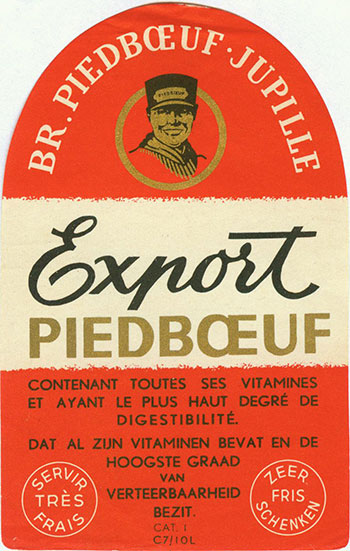 BR. PIEDBŒUF · JUPILLE
PIEDBŒUF
Export
PIEDBŒUF
CONTENANT TOUTES SES VITAMINES
ET AYANT LE PLUS HAUT DEGRÉ DE
DIGESTIBILITÉ.
DAT AL ZIJN VITAMINEN BEVAT EN DE
HOOGSTE GRAAD
VAN
VERTEERBAARHEID
BEZIT.
CAT. I
C7/10L
SERVIR
TRÈS
FRAIS
ZEER
FRIS
SCHENKEN